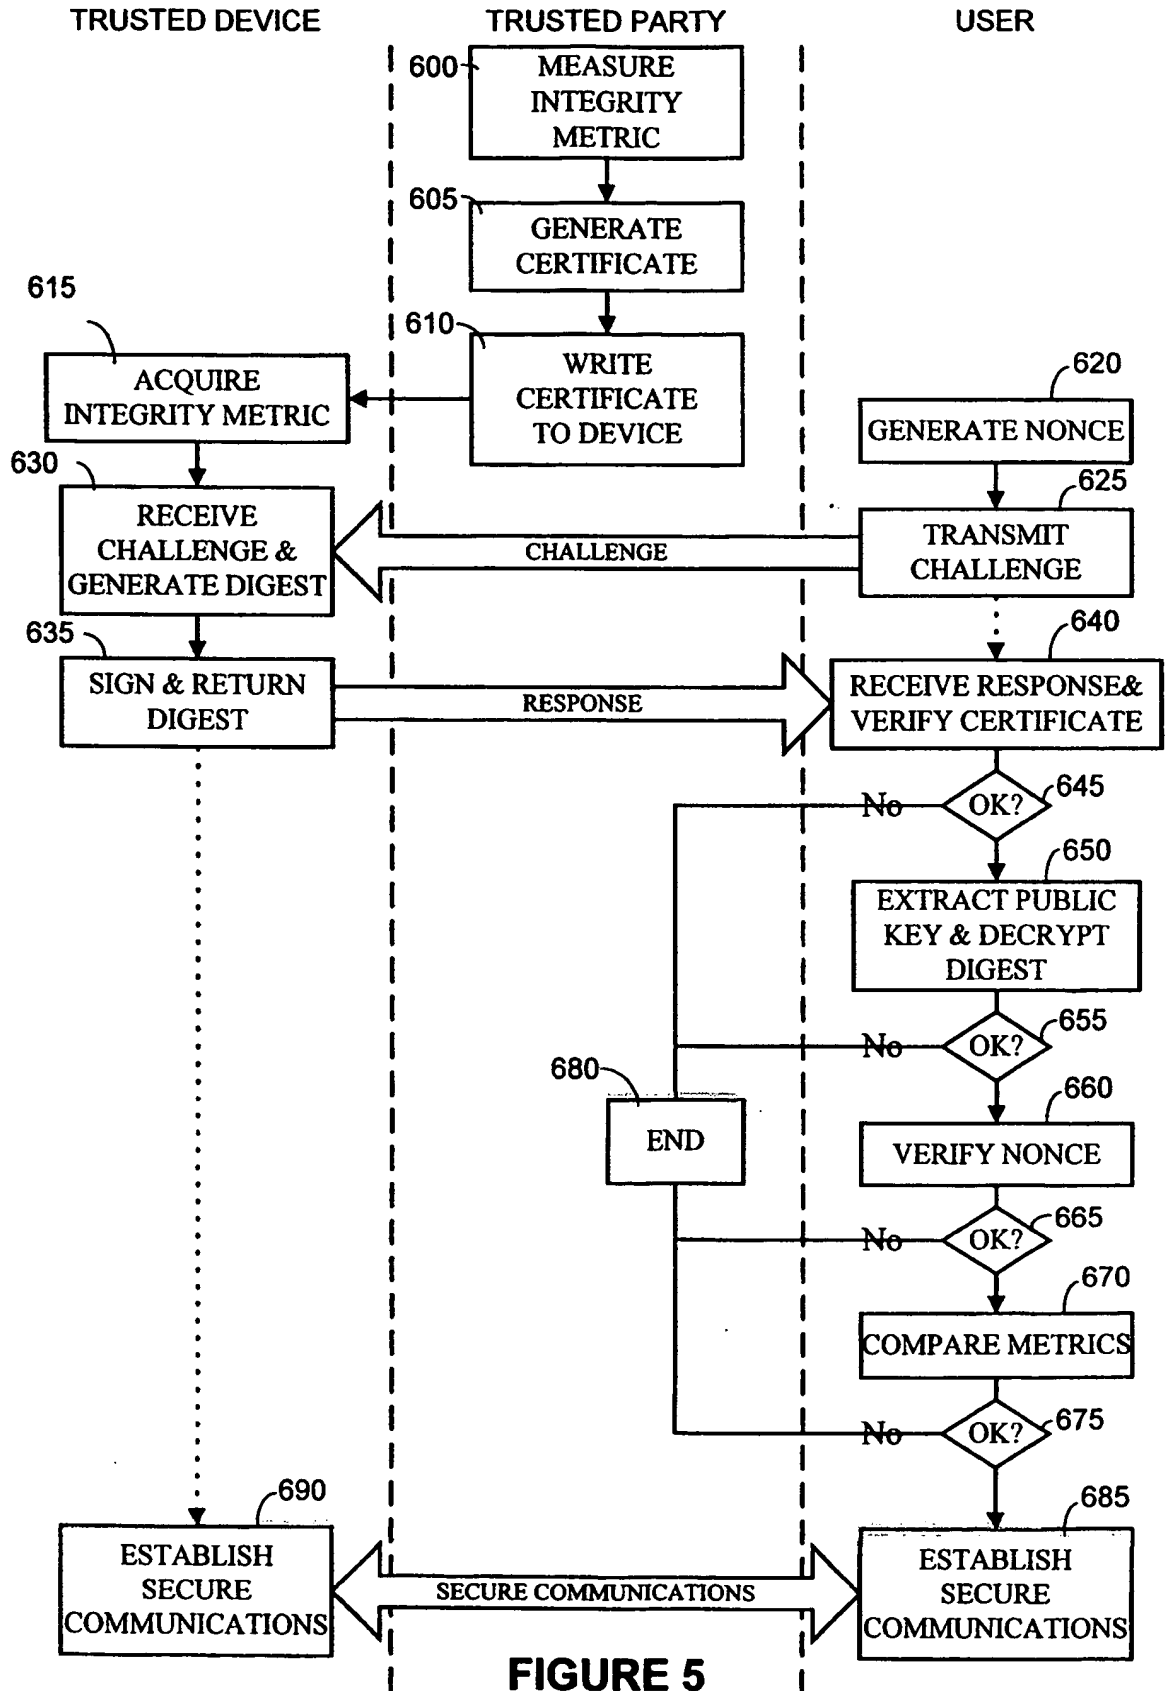 TRUSTED DEVICE
TRUSTED PARTY
USER
600
MEASURE
INTEGRITY
METRIC
605
GENERATE
CERTIFICATE
610
WRITE
CERTIFICATE
TO DEVICE
615
ACQUIRE
INTEGRITY METRIC
620
GENERATE NONCE
625
TRANSMIT
CHALLENGE
CHALLENGE
630
RECEIVE
CHALLENGE &
GENERATE DIGEST
635
SIGN & RETURN
DIGEST
RESPONSE
640
RECEIVE RESPONSE&
VERIFY CERTIFICATE
645
OK?
No
650
EXTRACT PUBLIC
KEY & DECRYPT
DIGEST
655
OK?
No
680
END
660
VERIFY NONCE
665
OK?
No
670
COMPARE METRICS
675
OK?
No
690
ESTABLISH
SECURE
COMMUNICATIONS
SECURE COMMUNICATIONS
685
ESTABLISH
SECURE
COMMUNICATIONS
FIGURE 5